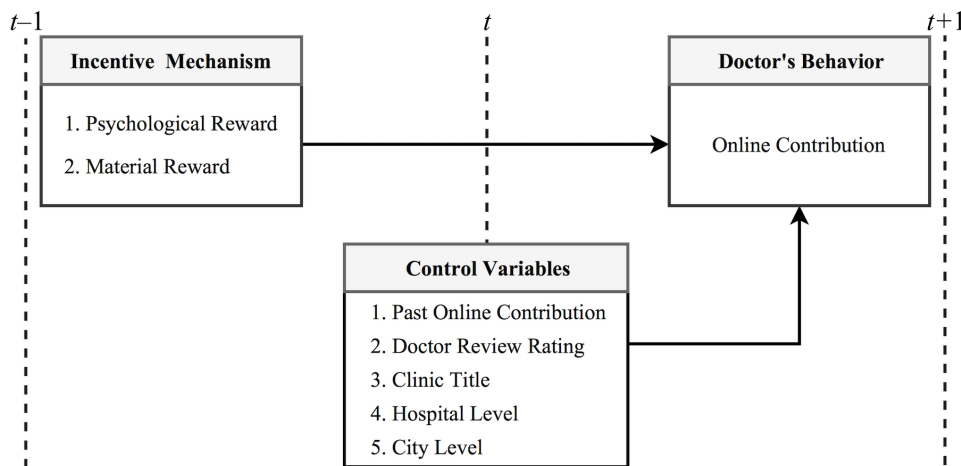 t–1
t
t+1
Incentive Mechanism
1. Psychological Reward
2. Material Reward
Doctor's Behavior
Online Contribution
Control Variables
1. Past Online Contribution
2. Doctor Review Rating
3. Clinic Title
4. Hospital Level
5. City Level